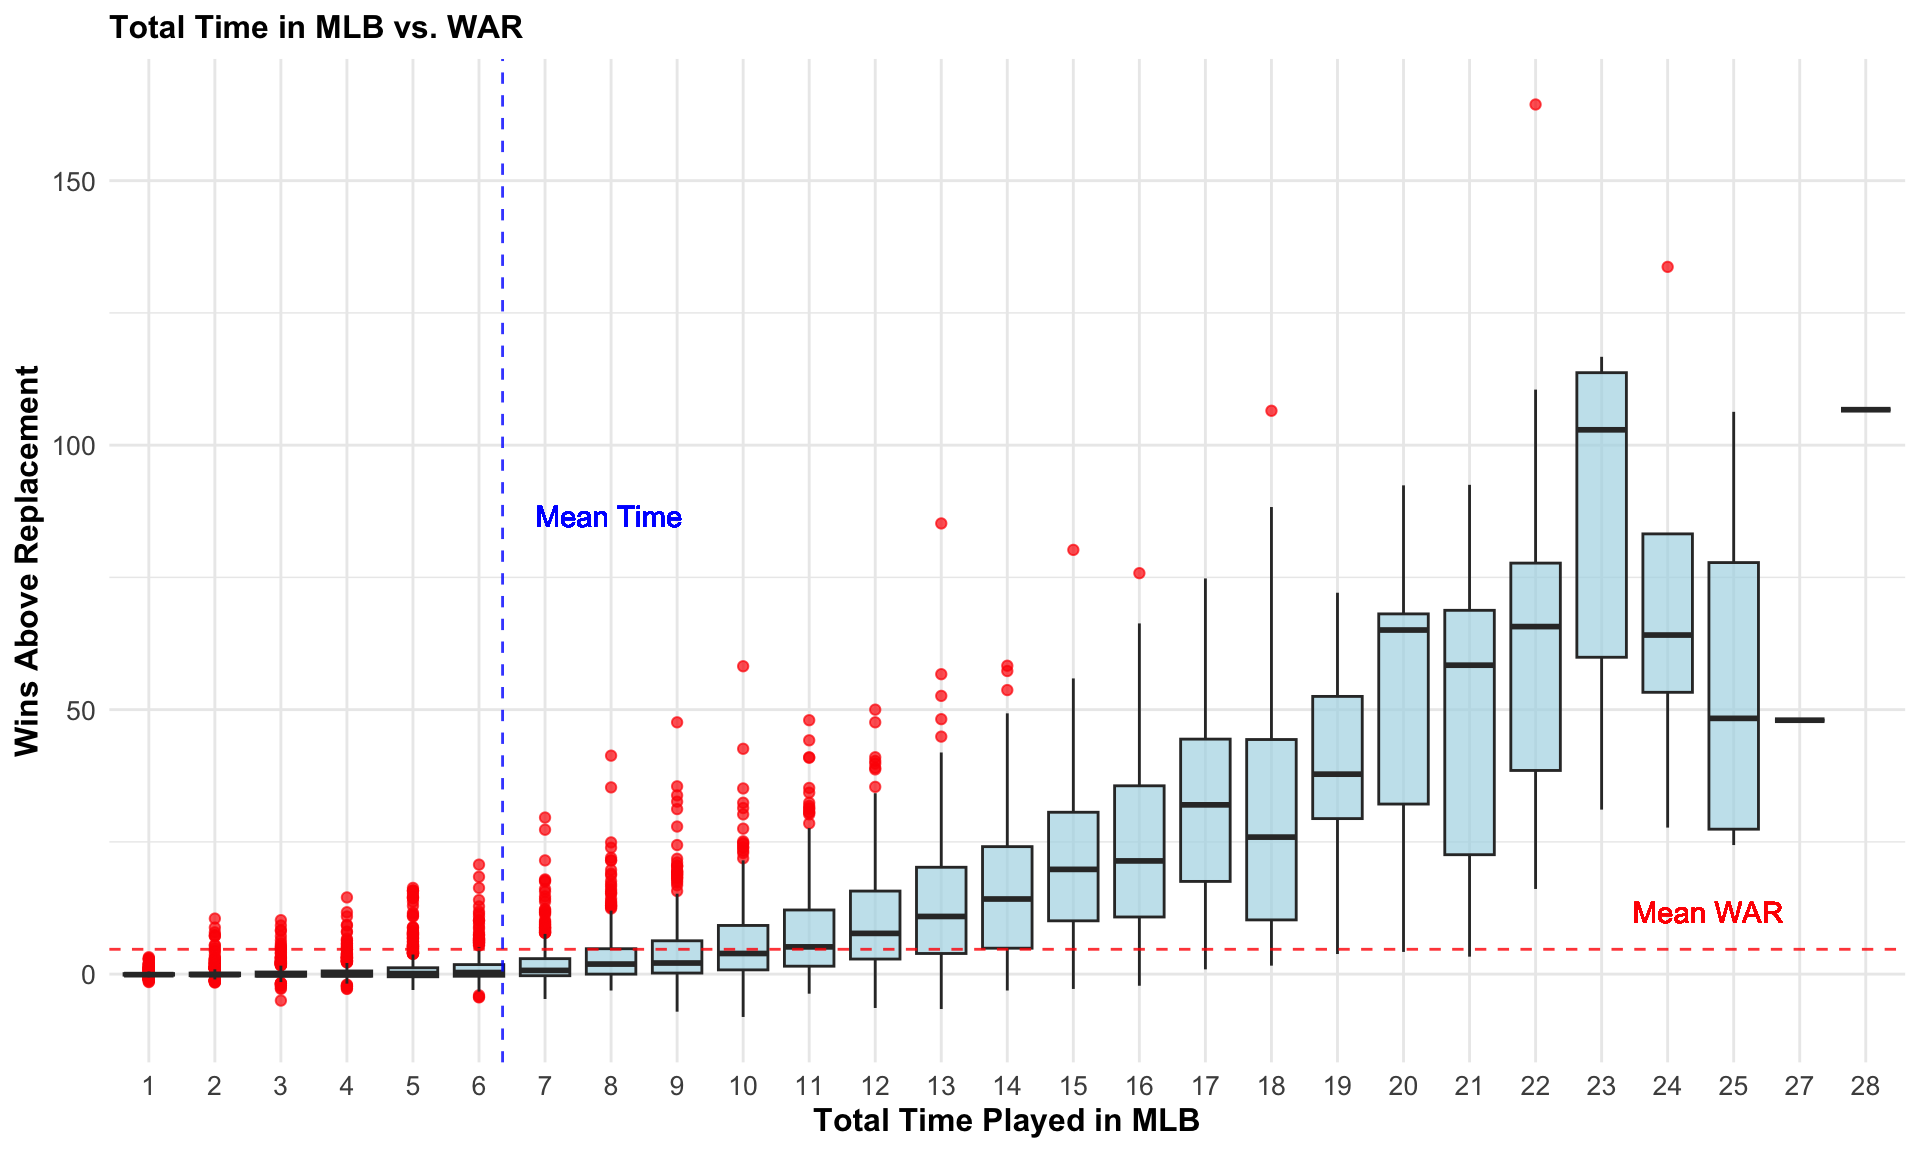 Total Time in MLB vs. WAR
Wins Above Replacement
150
100
50
0
Mean Time
Mean WAR
1 2 3 4 5 6 7 8 9 10 11 12 13 14 15 16 17 18 19 20 21 22 23 24 25 27 28
Total Time Played in MLB